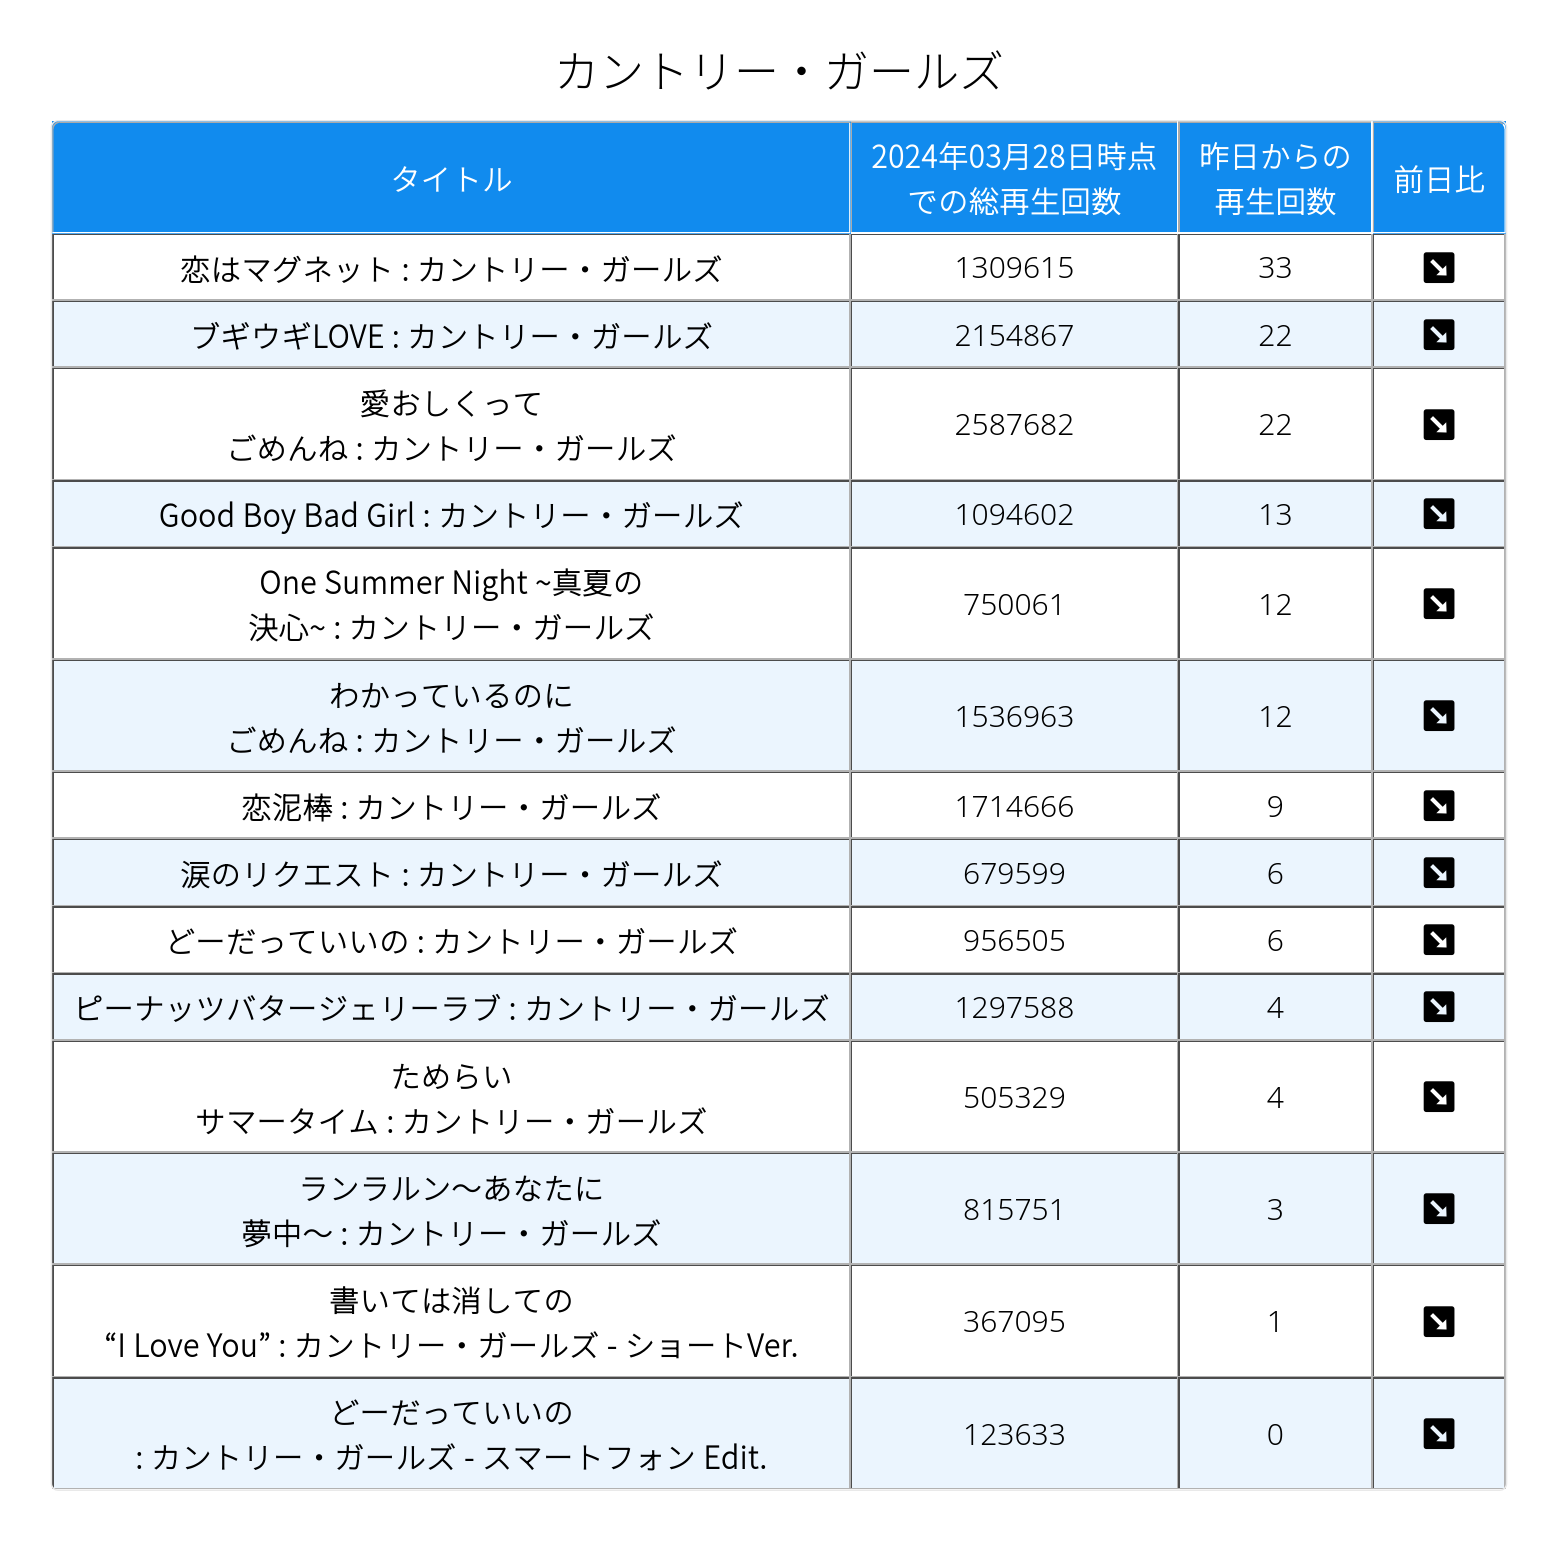 カントリー・ガールズ
タイトル
2024年03月28日時点
での総再生回数
昨日からの
再生回数
前日比
恋はマグネット : カントリー・ガールズ
1309615
33
ブギウギLOVE : カントリー・ガールズ
2154867
22
愛おしくって
ごめんね : カントリー・ガールズ
2587682
22
Good Boy Bad Girl : カントリー・ガールズ
1094602
13
One Summer Night ~真夏の
決心~ : カントリー・ガールズ
750061
12
わかっているのに
ごめんね : カントリー・ガールズ
1536963
12
恋泥棒 : カントリー・ガールズ
1714666
9
涙のリクエスト : カントリー・ガールズ
679599
6
どーだっていいの : カントリー・ガールズ
956505
6
ピーナッツバタージェリーラブ : カントリー・ガールズ
1297588
4
ためらい
サマータイム : カントリー・ガールズ
505329
4
ランラルン〜あなたに
夢中〜 : カントリー・ガールズ
815751
3
書いては消しての
“I Love You” : カントリー・ガールズ - ショートVer.
367095
1
どーだっていいの
: カントリー・ガールズ - スマートフォン Edit.
123633
0